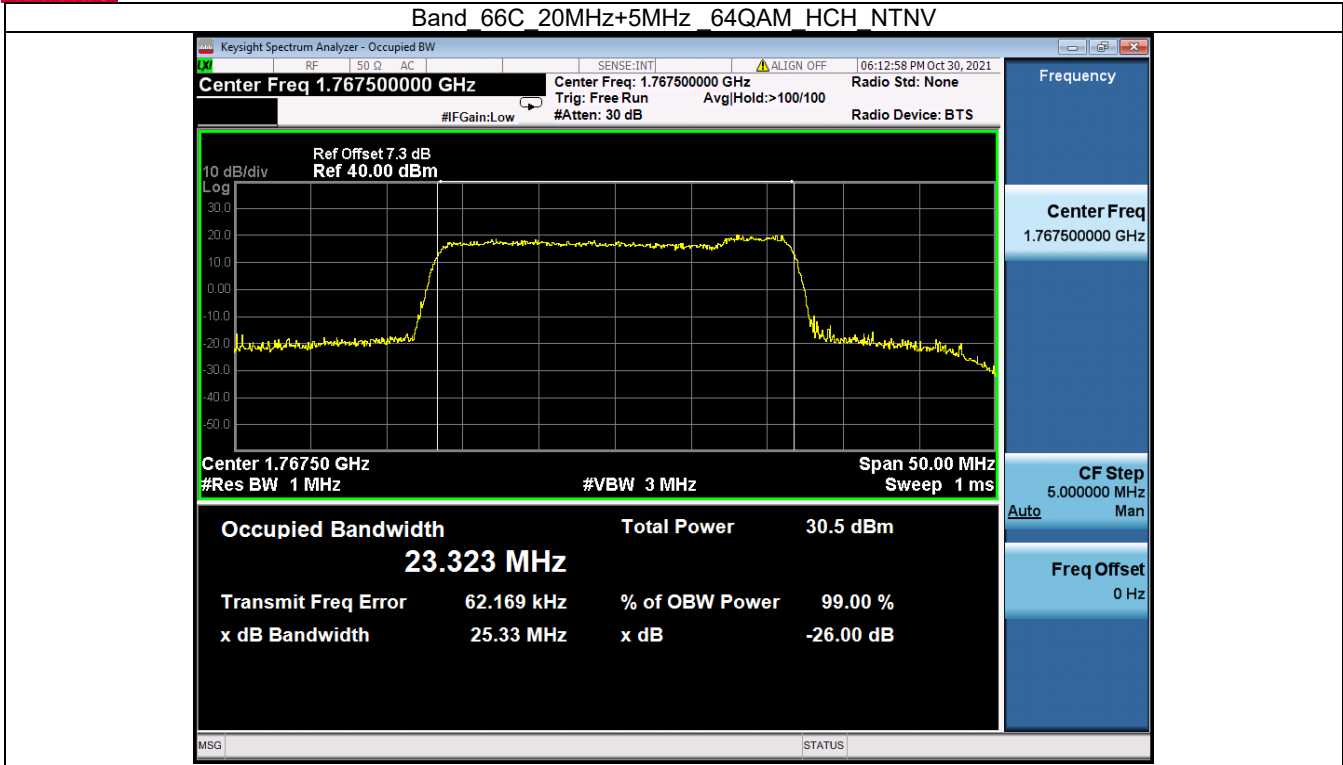 Band_66C_20MHz+5MHz _64QAM_HCH_NTNV
Keysight Spectrum Analyzer - Occupied BW
LXI RF 50 Ω AC SENSE:INT ALIGN OFF 06:12:58 PM Oct 30, 2021
Center Freq 1.767500000 GHz
Center Freq: 1.767500000 GHz Radio Std: None
Trig: Free Run Avg|Hold:>100/100
#IFGain:Low #Atten: 30 dB Radio Device: BTS
Ref Offset 7.3 dB
10 dB/div Ref 40.00 dBm
Log
30.0
20.0
10.0
0.00
-10.0
-20.0
-30.0
-40.0
-50.0
Center 1.76750 GHz Span 50.00 MHz
#Res BW 1 MHz #VBW 3 MHz Sweep 1 ms
Occupied Bandwidth Total Power 30.5 dBm
23.323 MHz
Transmit Freq Error 62.169 kHz % of OBW Power 99.00 %
x dB Bandwidth 25.33 MHz x dB -26.00 dB
Frequency
Center Freq
1.767500000 GHz
CF Step
5.000000 MHz
Auto Man
Freq Offset
0 Hz
MSG STATUS